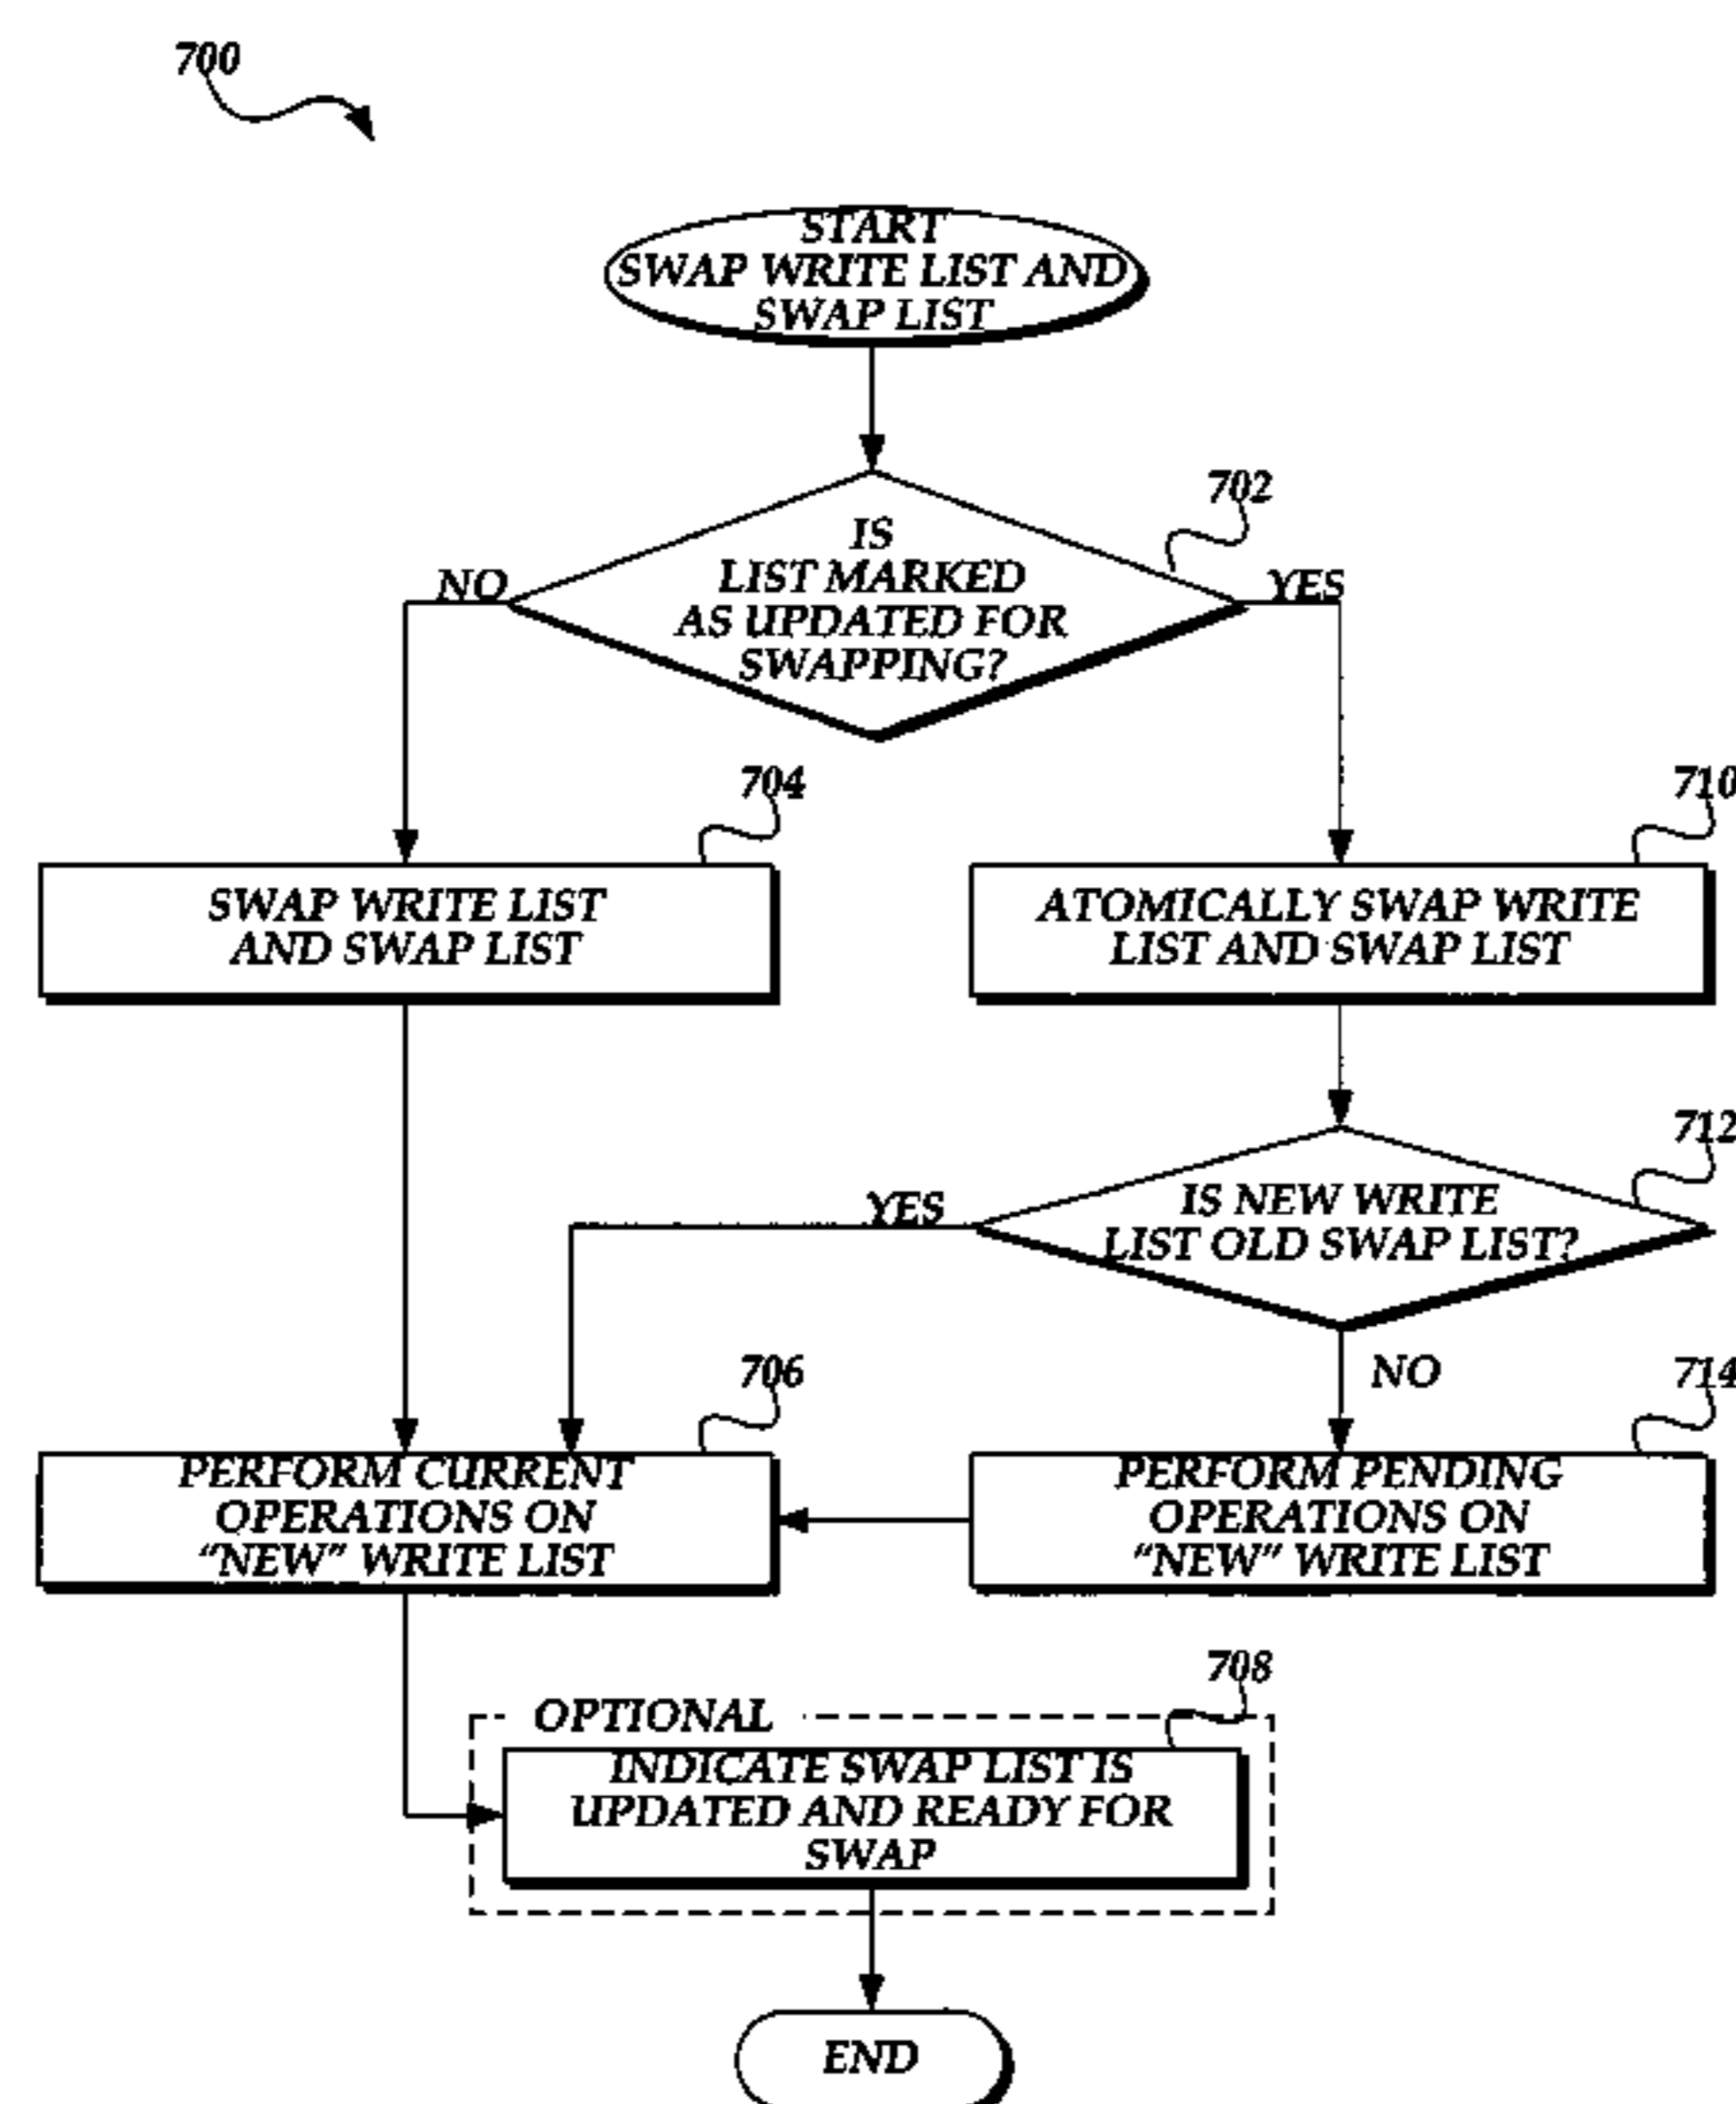 700
START
SWAP WRITE LIST AND
SWAP LIST
702
IS
LIST MARKED
AS UPDATED FOR
SWAPPING?
NO
YES
704
710
SWAP WRITE LIST
AND SWAP LIST
ATOMICALLY SWAP WRITE
LIST AND SWAP LIST
712
YES
IS NEW WRITE
LIST OLD SWAP LIST?
706
NO
714
PERFORM CURRENT
OPERATIONS ON
“NEW” WRITE LIST
PERFORM PENDING
OPERATIONS ON
“NEW” WRITE LIST
708
OPTIONAL
INDICATE SWAP LIST IS
UPDATED AND READY FOR
SWAP
END